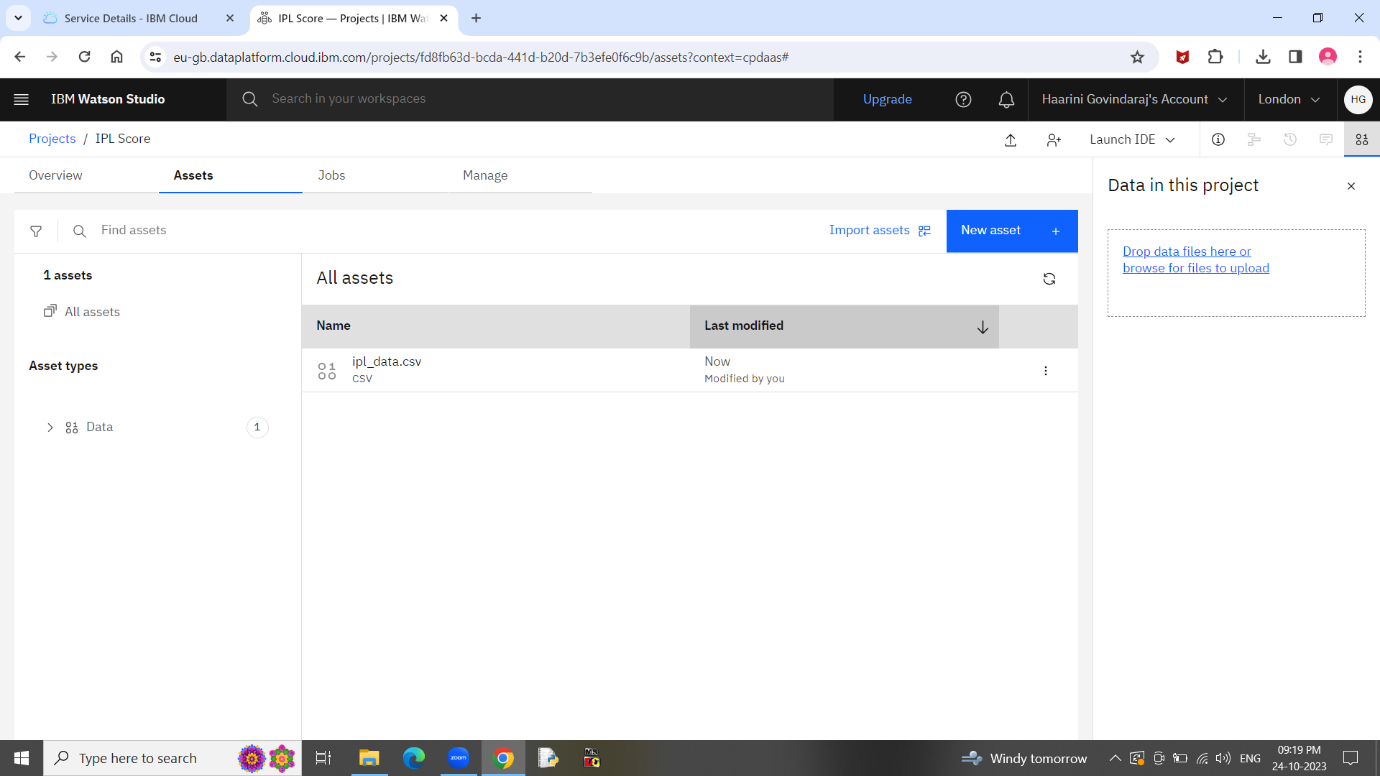 Service Details - IBM Cloud
IPL Score — Projects | IBM Wat
eu-gb.dataplatform.cloud.ibm.com/projects/fd8fb63d-bcda-441d-b20d-7b3efe0f6c9b/assets?context=cpdaas#
IBM Watson Studio
Search in your workspaces
Upgrade
Haarini Govindaraj's Account
London
HG
Projects / IPL Score
Launch IDE
Overview
Assets
Jobs
Manage
Data in this project
Find assets
Import assets
New asset +
Drop data files here or
browse for files to upload
1 assets
All assets
All assets
Name
Last modified
ipl_data.csv
CSV
Now
Modified by you
Asset types
Data
1
Type here to search
zoom
Windy tomorrow
ENG
09:19 PM
24-10-2023